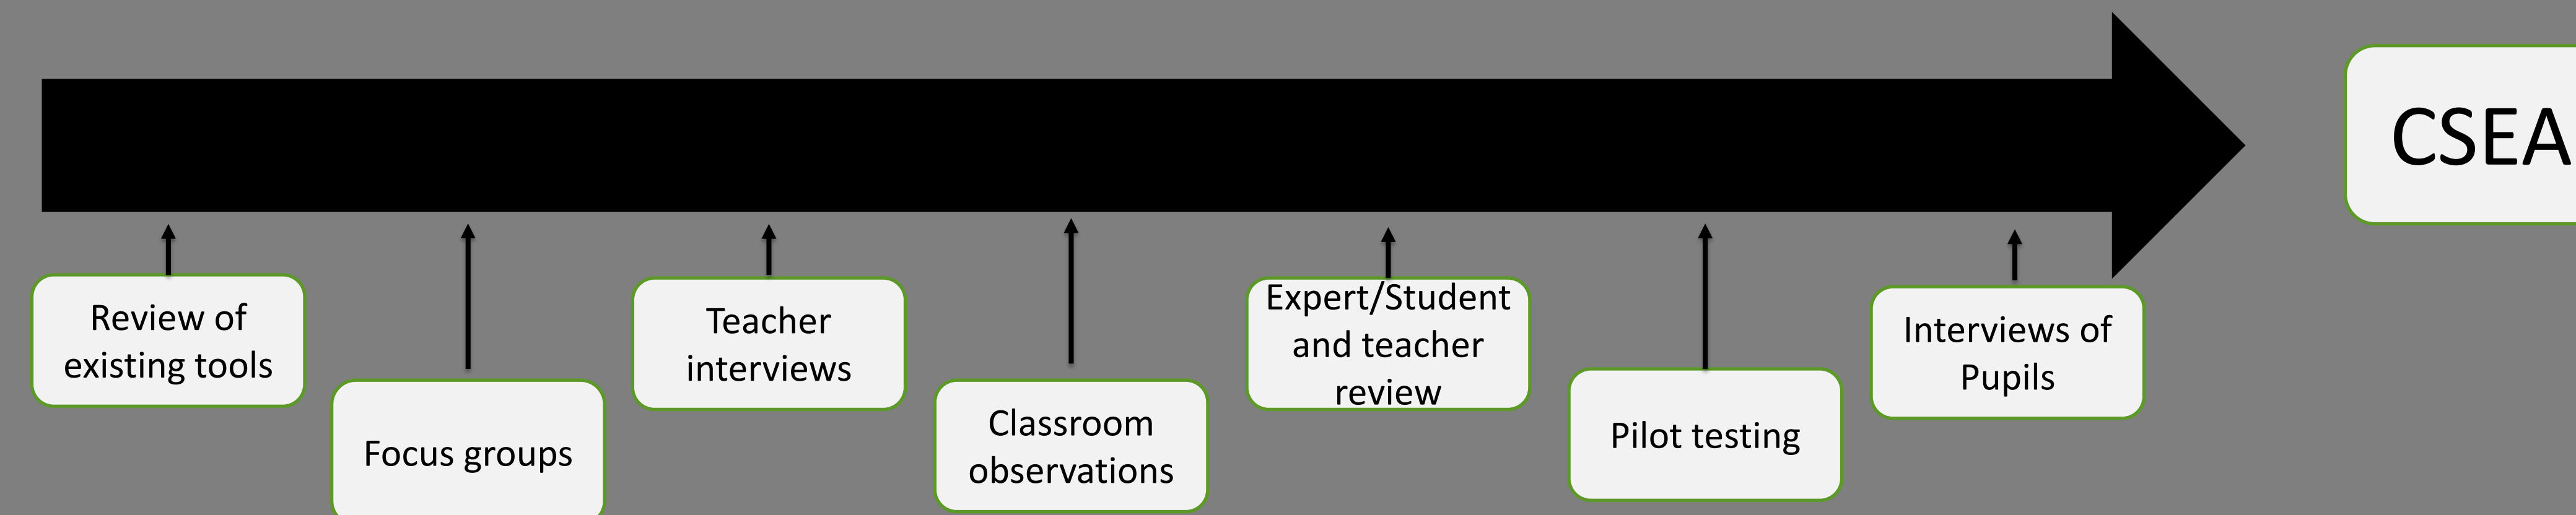 CSEA
Review of
existing tools
Focus groups
Teacher
interviews
Classroom
observations
Expert/Student
and teacher
review
Pilot testing
Interviews of
Pupils